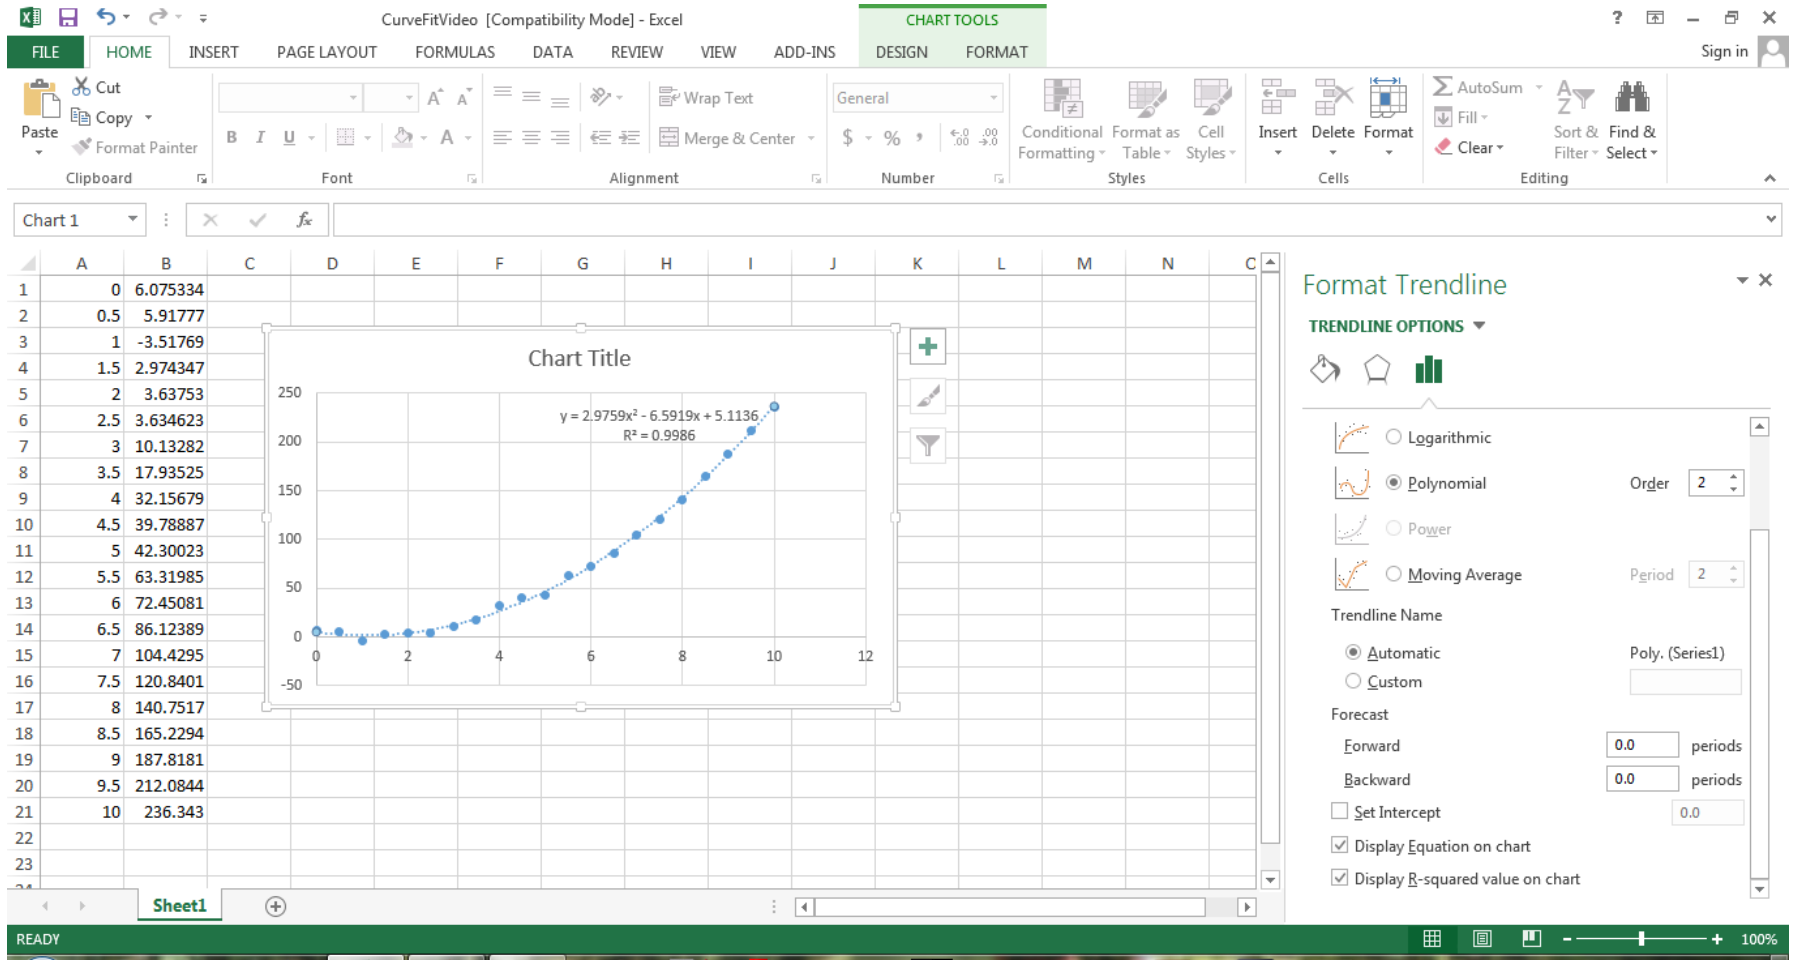 CurveFitVideo [Compatibility Mode] - Excel
CHART TOOLS
?
FILE HOME INSERT PAGE LAYOUT FORMULAS DATA REVIEW VIEW ADD-INS DESIGN FORMAT Sign in
Paste
Cut
Copy
Format Painter
Clipboard
B I U A
Font
Wrap Text
Merge & Center
Alignment
General
$ % ,
Number
Conditional Formatting
Format as Table
Cell Styles
Styles
Insert Delete Format
Cells
AutoSum
Fill
Clear
Sort & Filter
Find & Select
Editing
Chart 1
fx
A B C D E F G H I J K L M N O
1 0 6.075334
2 0.5 5.91777
3 1 -3.51769
4 1.5 2.974347
5 2 3.63753
6 2.5 3.634623
7 3 10.13282
8 3.5 17.93525
9 4 32.15679
10 4.5 39.78887
11 5 42.30023
12 5.5 63.31985
13 6 72.45081
14 6.5 86.12389
15 7 104.4295
16 7.5 120.8401
17 8 140.7517
18 8.5 165.2294
19 9 187.8181
20 9.5 212.0844
21 10 236.343
22
23
24
Chart Title
y = 2.9759x² - 6.5919x + 5.1136
R² = 0.9986
250
200
150
100
50
0
-50
0 2 4 6 8 10 12
Format Trendline
TRENDLINE OPTIONS
Logarithmic
Polynomial Order 2
Power
Moving Average Period 2
Trendline Name
Automatic Poly. (Series1)
Custom
Forecast
Forward 0.0 periods
Backward 0.0 periods
Set Intercept 0.0
Display Equation on chart
Display R-squared value on chart
Sheet1
READY
100%